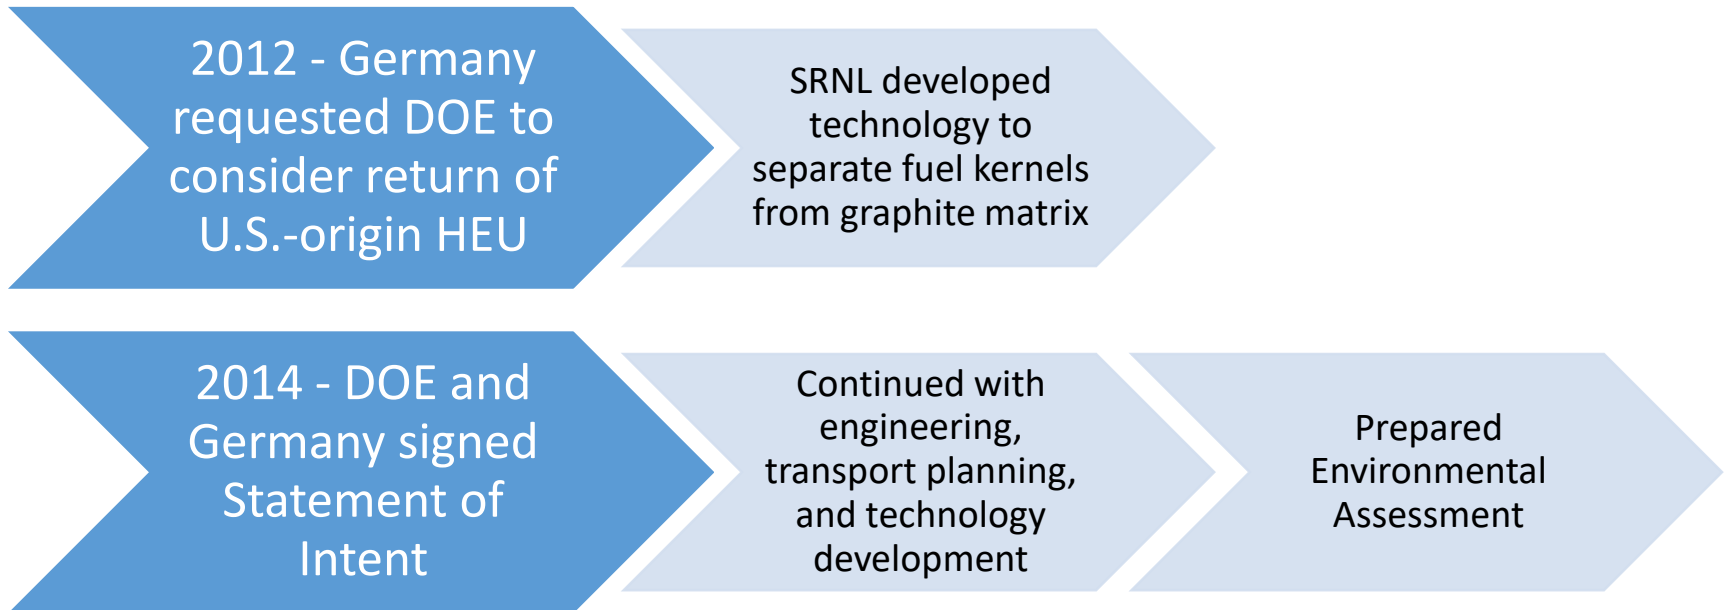 2012 - Germany
requested DOE to
consider return of
U.S.-origin HEU
SRNL developed
technology to
separate fuel kernels
from graphite matrix
2014 - DOE and
Germany signed
Statement of
Intent
Continued with
engineering,
transport planning,
and technology
development
Prepared
Environmental
Assessment